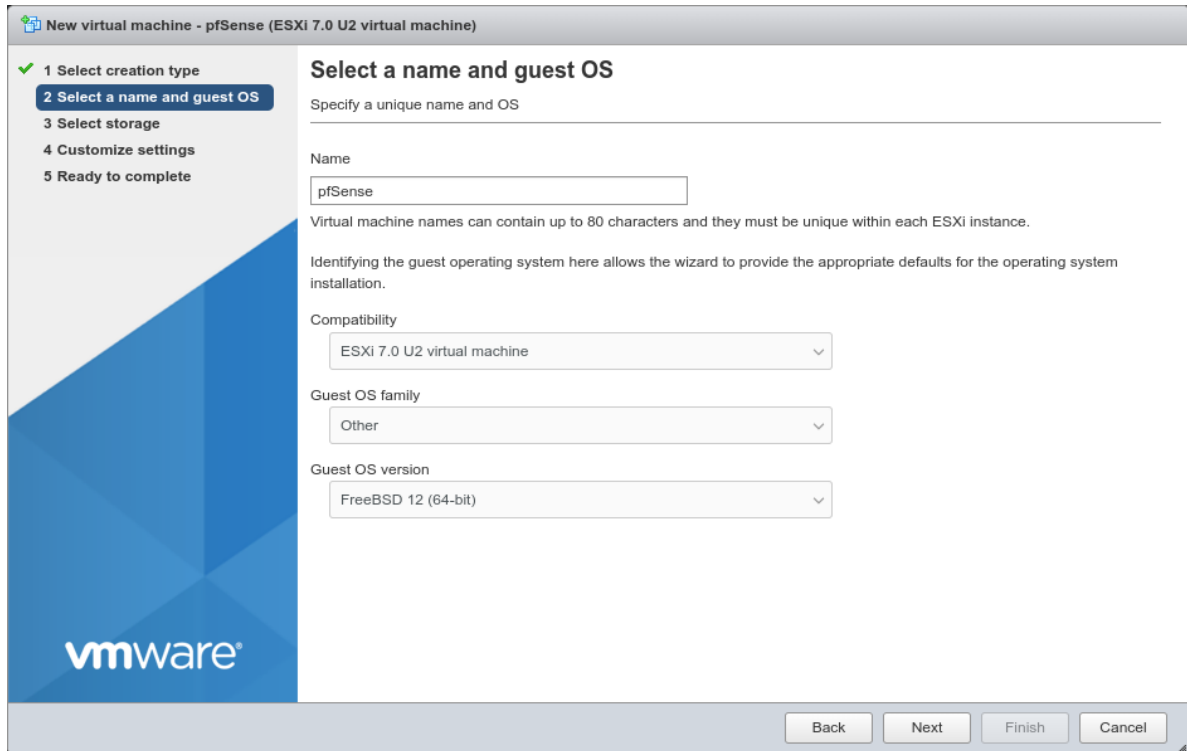 New virtual machine - pfSense (ESXi 7.0 U2 virtual machine)
1 Select creation type
2 Select a name and guest OS
3 Select storage
4 Customize settings
5 Ready to complete
Select a name and guest OS
Specify a unique name and OS
Name
pfSense
Virtual machine names can contain up to 80 characters and they must be unique within each ESXi instance.
Identifying the guest operating system here allows the wizard to provide the appropriate defaults for the operating system
installation.
Compatibility
ESXi 7.0 U2 virtual machine
Guest OS family
Other
Guest OS version
FreeBSD 12 (64-bit)
vmware®
Back Next Finish Cancel